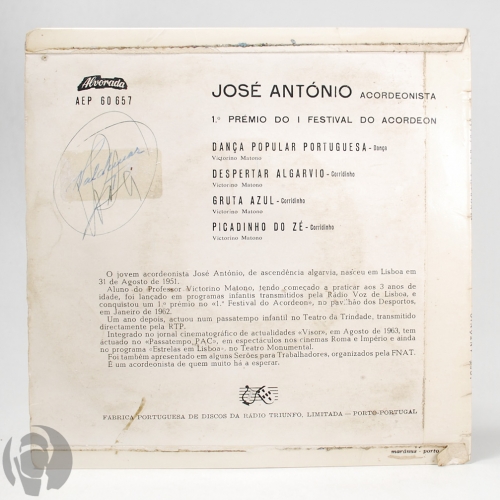 Alvorada
AEP 60 657
JOSÉ ANTÓNIO ACORDEONISTA
1.º PRÉMIO DO I FESTIVAL DO ACORDEON
DANÇA POPULAR PORTUGUESA - Dança
Victorino Matono
DESPERTAR ALGARVIO - Corridinho
Victorino Matono
GRUTA AZUL - Corridinho
Victorino Matono
PICADINHO DO ZÉ - Corridinho
Victorino Matono
O jovem acordeonista José António, de ascendência algarvia, nasceu em Lisboa em
31 de Agosto de 1951.
Aluno do Professor Victorino Matono, tendo começado a praticar aos 3 anos de
idade, foi lançado em programas infantis transmitidos pela Rádio Voz de Lisboa, e
conquistou um 1.º prémio no «1.º Festival do Acordeon», no pavilhão dos Desportos,
em Janeiro de 1962.
Um ano depois, actuou num passatempo infantil no Teatro da Trindade, transmitido
directamente pela RTP.
Integrado no jornal cinematográfico de actualidades «Visor», em Agosto de 1963, tem
actuado no «Passatempo PAC», em espectáculos nos cinemas Roma e Império e ainda
no programa «Estrelas em Lisboa», no Teatro Monumental.
Foi também apresentado em alguns Serões para Trabalhadores, organizados pela FNAT.
É um acordeonista de quem muito há a esperar.
FÁBRICA PORTUGUESA DE DISCOS DA RÁDIO TRIUNFO, LIMITADA — PORTO-PORTUGAL
marânus - porto